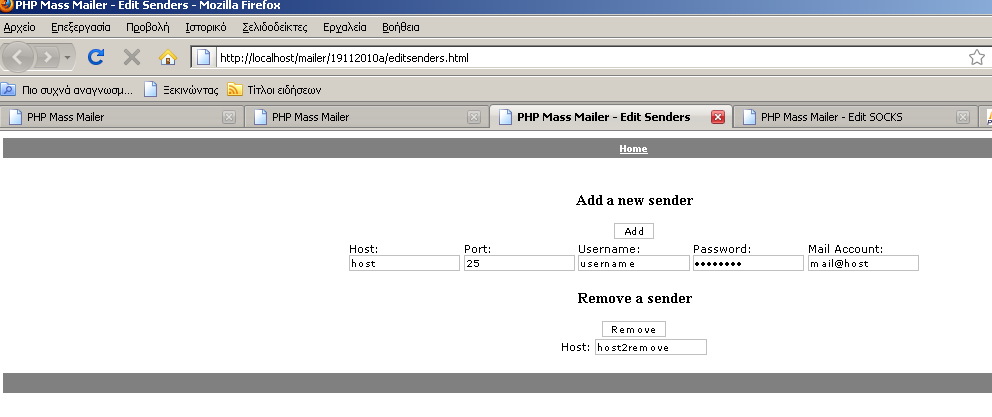 PHP Mass Mailer - Edit Senders - Mozilla Firefox
Αρχείο Επεξεργασία Προβολή Ιστορικό Σελιδοδείκτες Εργαλεία Βοήθεια
http://localhost/mailer/19112010a/editsenders.html
Πιο συχνά αναγνωσμ... Ξεκινώντας Τίτλοι ειδήσεων
PHP Mass Mailer PHP Mass Mailer PHP Mass Mailer - Edit Senders PHP Mass Mailer - Edit SOCKS
Home
Add a new sender
Add
Host: Port: Username: Password: Mail Account:
host 25 username •••••••• mail@host
Remove a sender
Remove
Host: host2remove